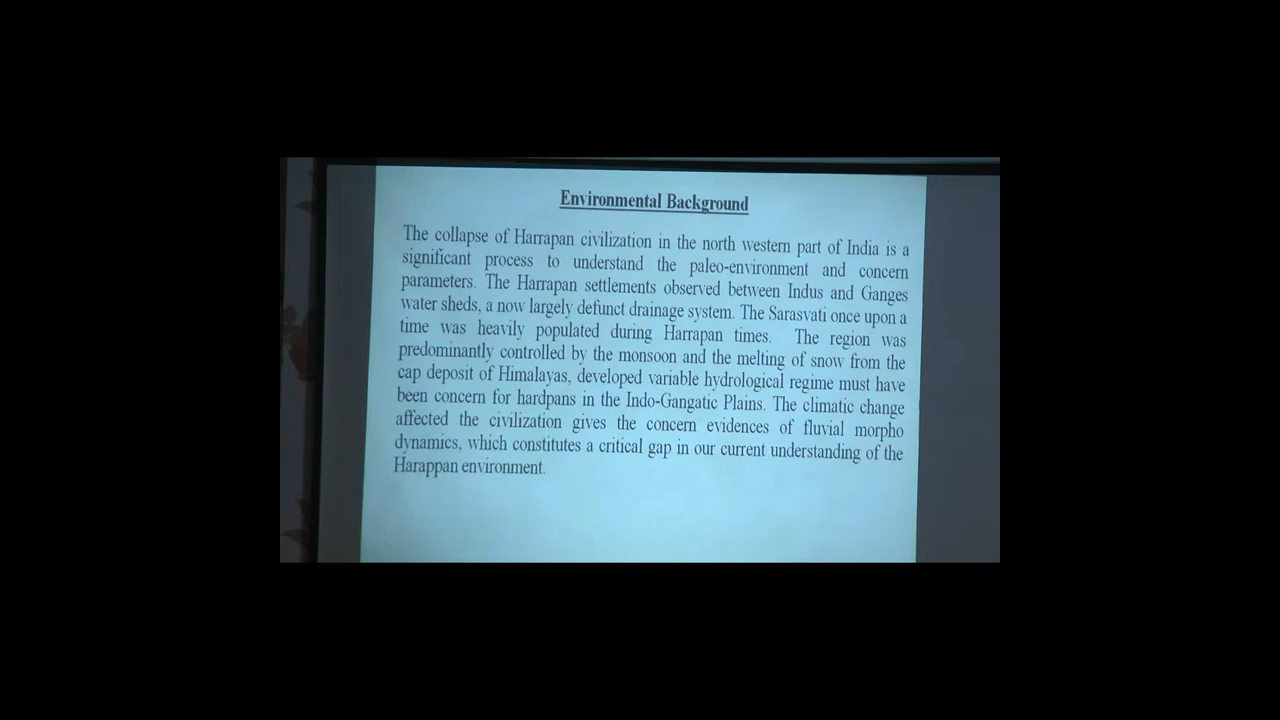 Environmental Background
The collapse of Harrapan civilization in the north western part of India is a
significant process to understand the paleo-environment and concern
parameters. The Harrapan settlements observed between Indus and Ganges
water sheds, a now largely defunct drainage system. The Sarasvati once upon a
time was heavily populated during Harrapan times. The region was
predominantly controlled by the monsoon and the melting of snow from the
cap deposit of Himalayas, developed variable hydrological regime must have
been concern for hardpans in the Indo-Gangatic Plains. The climatic change
affected the civilization gives the concern evidences of fluvial morpho
dynamics, which constitutes a critical gap in our current understanding of the
Harappan environment.